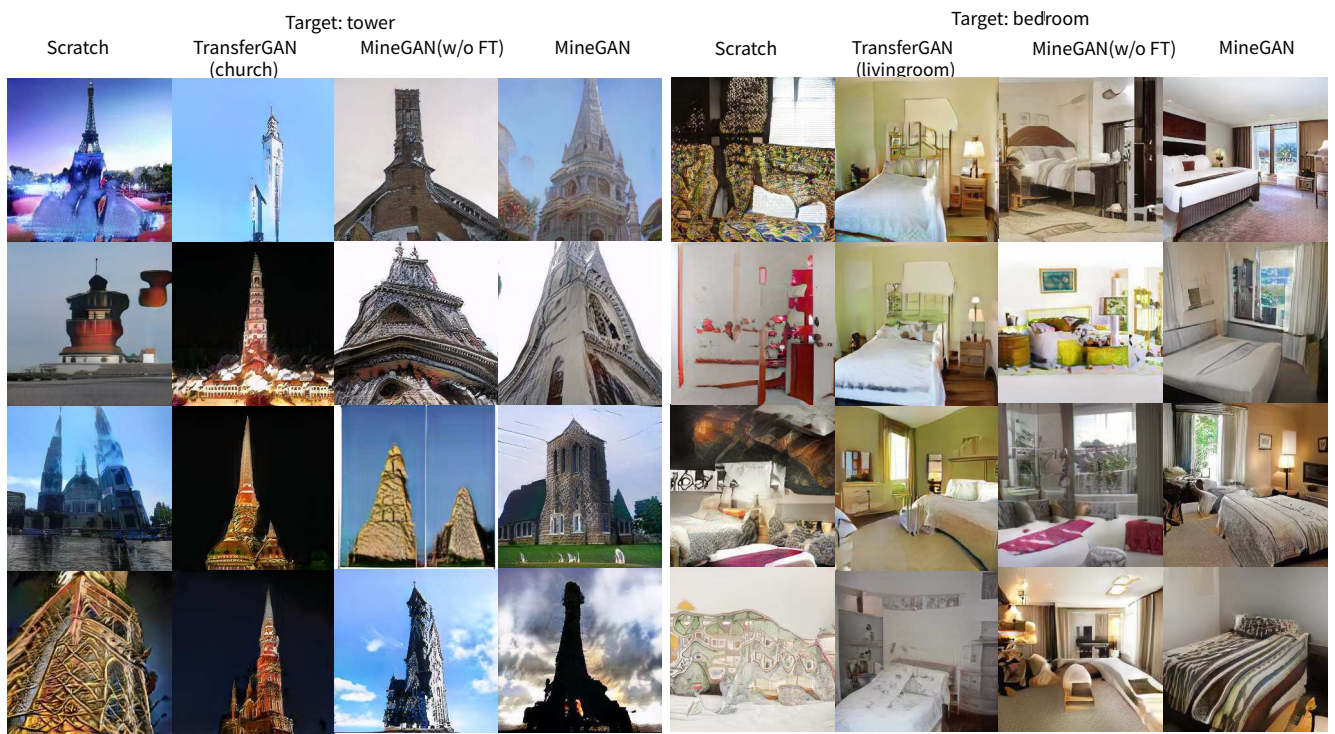 Target: tower
Scratch
TransferGAN
(church)
MineGAN(w/o FT)
MineGAN
Target: bedroom
Scratch
TransferGAN
(livingroom)
MineGAN(w/o FT)
MineGAN